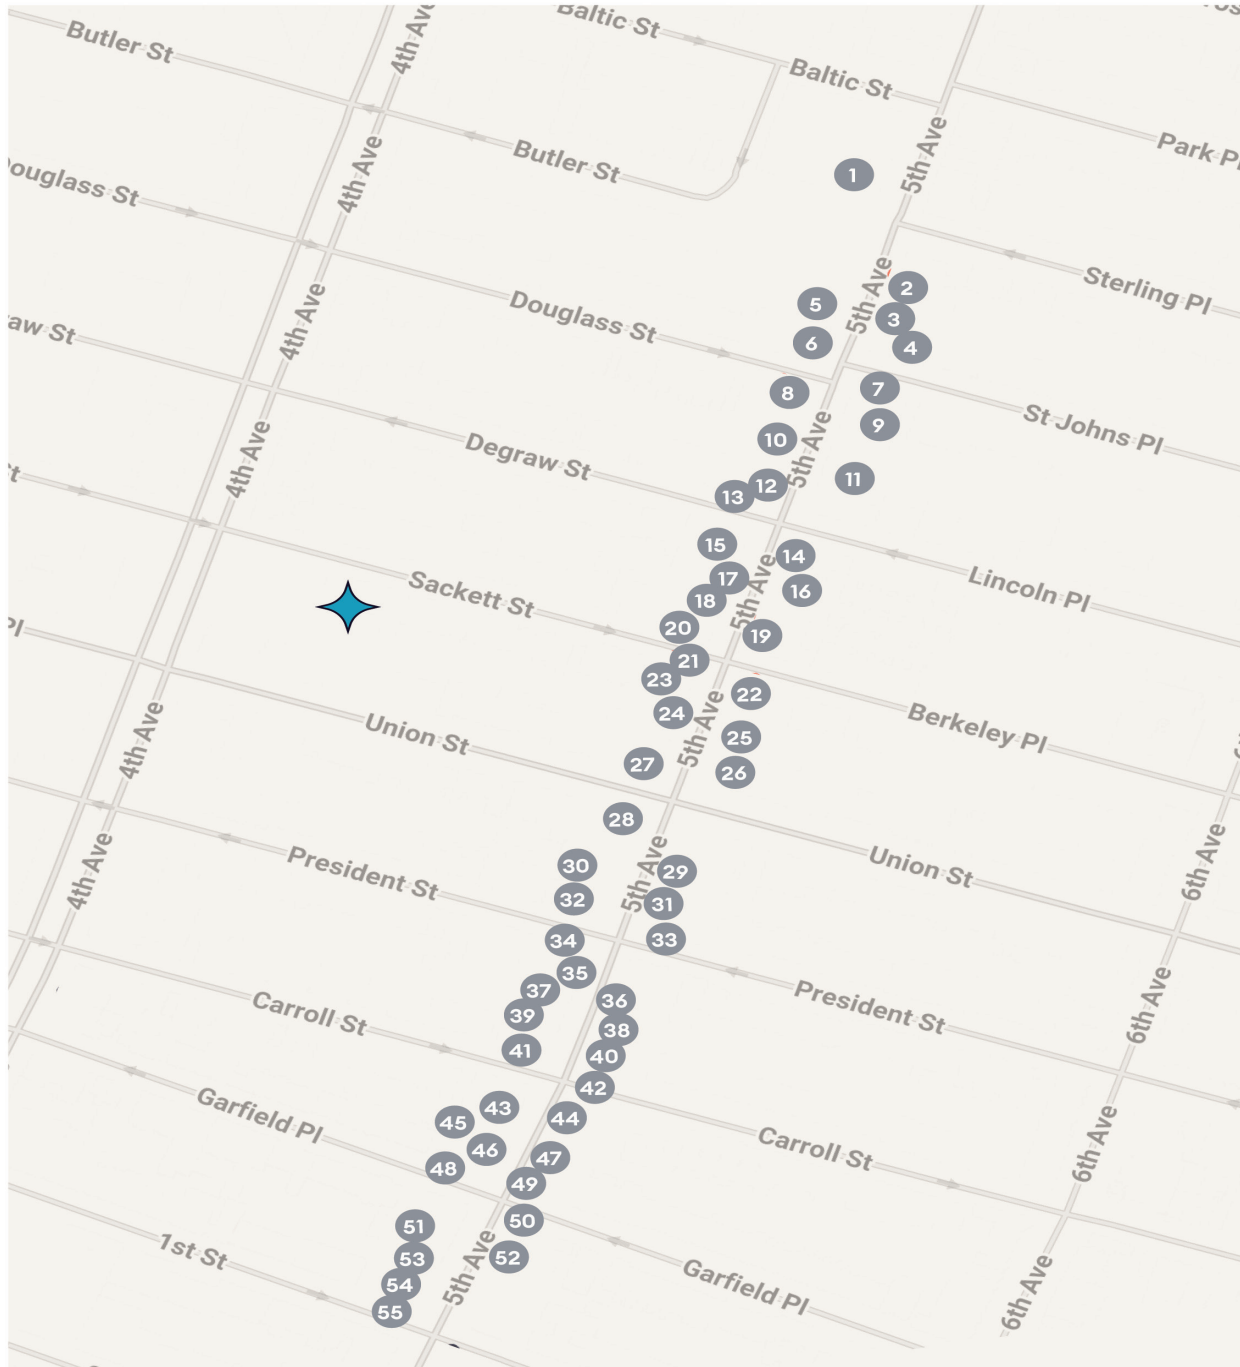 Baltic St
4th Ave
Butler St
Baltic St
Park P
5th Ave
Butler St
4th Ave
ouglass St
1
5th Ave
Sterling Pl
2
5
3
4th Ave
Douglass St
aw St
6
4
7
8
St Johns Pl
9
10
5th Ave
Degraw St
4th Ave
11
12
13
15
14
17
Lincoln Pl
16
Sackett St
18
5th Ave
20
19
Pl
21
23
22
24
Berkeley Pl
5th Ave
Union St
4th Ave
25
27
26
28
30
29
Union St
6th Ave
5th Ave
President St
4th Ave
32
31
34
33
35
37
36
President St
6th Ave
Carroll St
39
38
41
40
42
43
Garfield Pl
45
44
46
Carroll St
6th Ave
47
48
49
50
51
1st St
53
52
5th Ave
54
Garfield Pl
6th Ave
55